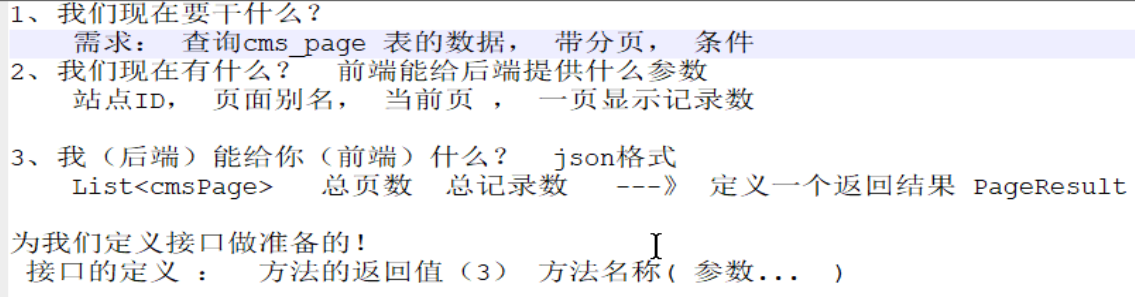 1、我们现在要干什么？
需求： 查询cms_page 表的数据， 带分页， 条件
2、我们现在有什么？ 前端能给后端提供什么参数
站点ID， 页面别名， 当前页 ， 一页显示记录数
3、我（后端）能给你（前端）什么？ json格式
List<cmsPage> 总页数 总记录数 ---》 定义一个返回结果 PageResult
为我们定义接口做准备的!
接口的定义 ： 方法的返回值（3） 方法名称( 参数... )